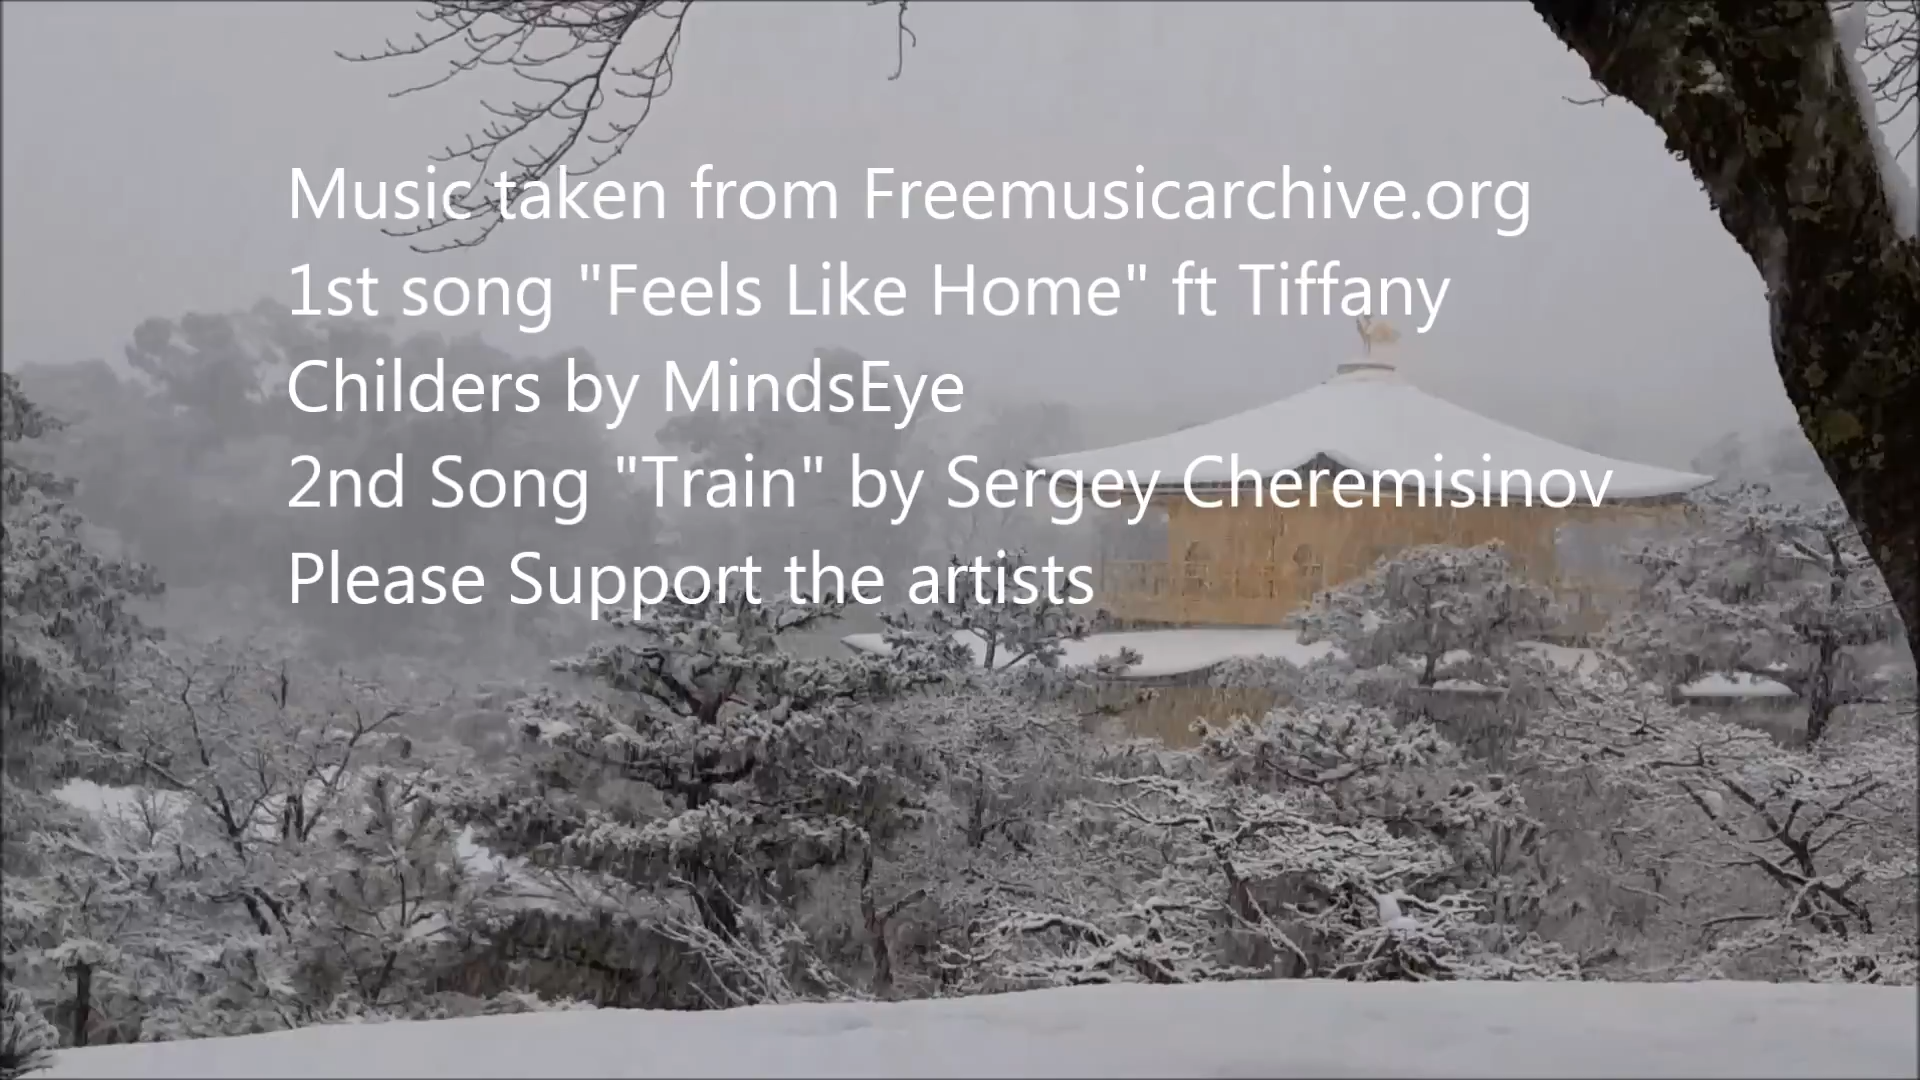 Music taken from Freemusicarchive.org
1st song "Feels Like Home" ft Tiffany
Childers by MindsEye
2nd Song "Train" by Sergey Cheremisinov
Please Support the artists